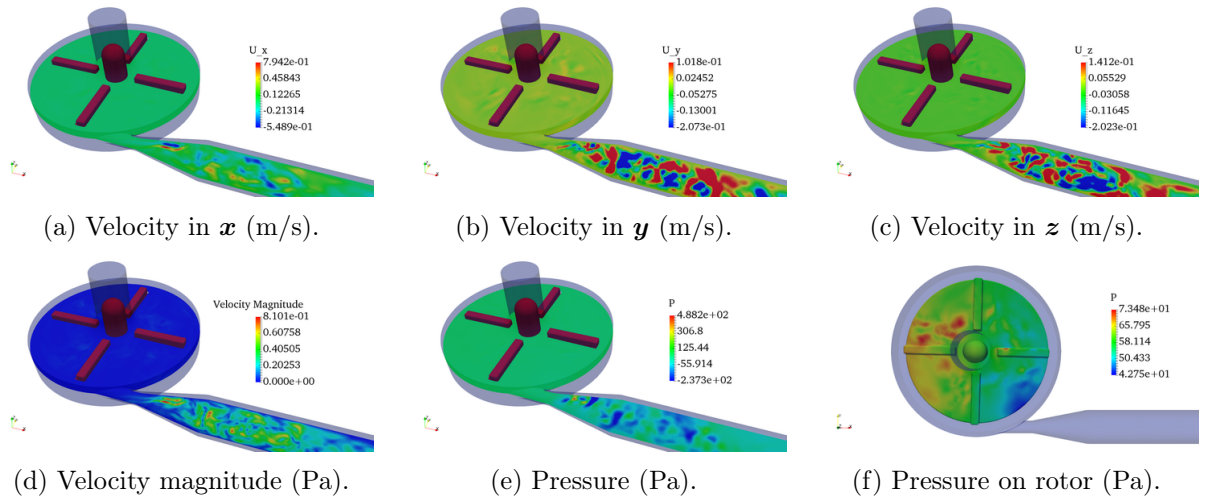 U_x
7.942e-01
0.45843
0.12265
-0.21314
-5.489e-01
U_y
1.018e-01
0.02452
-0.05275
-0.13001
-2.073e-01
U_z
1.412e-01
0.05529
-0.03058
-0.11645
-2.023e-01
(a) Velocity in x (m/s).
(b) Velocity in y (m/s).
(c) Velocity in z (m/s).
Velocity Magnitude
8.101e-01
0.60758
0.40505
0.20253
0.000e+00
P
4.882e+02
306.8
125.44
-55.914
-2.373e+02
P
7.348e+01
65.795
58.114
50.433
4.275e+01
(d) Velocity magnitude (Pa).
(e) Pressure (Pa).
(f) Pressure on rotor (Pa).